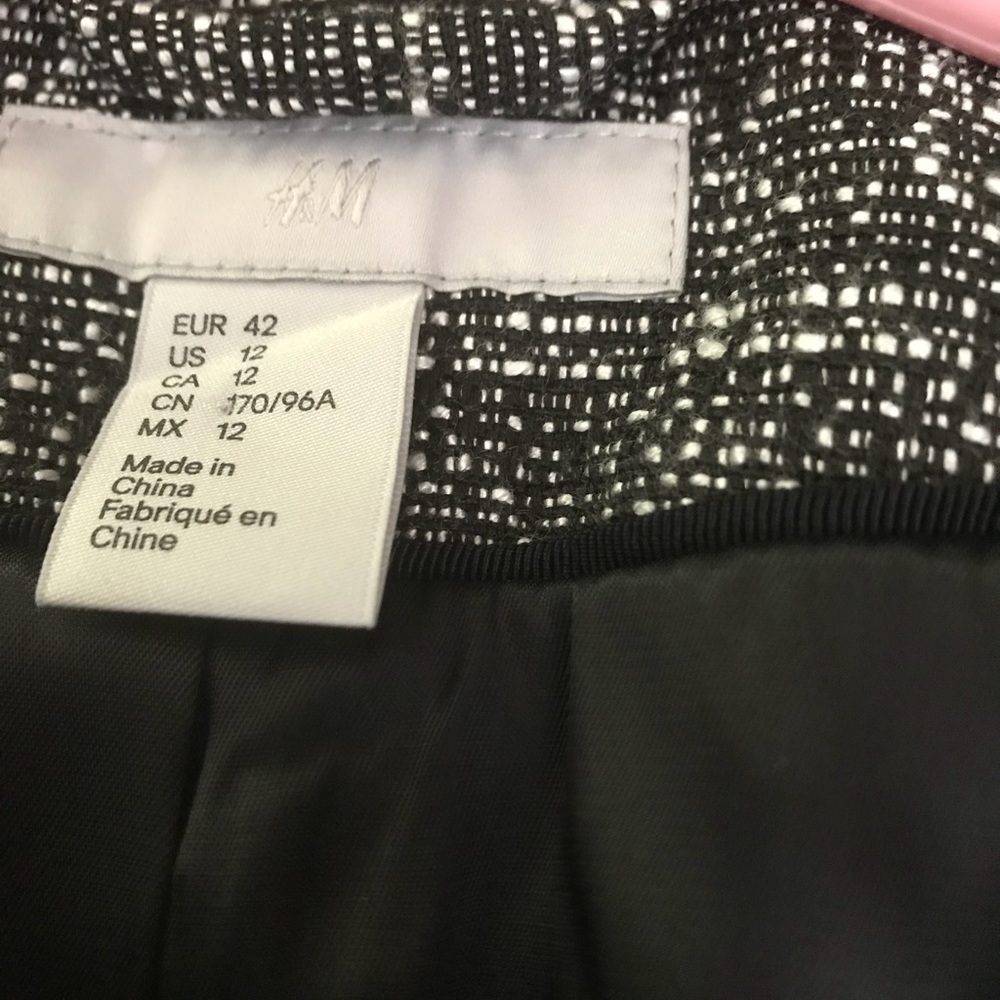 H&M
EUR 42
US 12
CA 12
CN 170/96A
MX 12
Made in
China
Fabriqué en
Chine